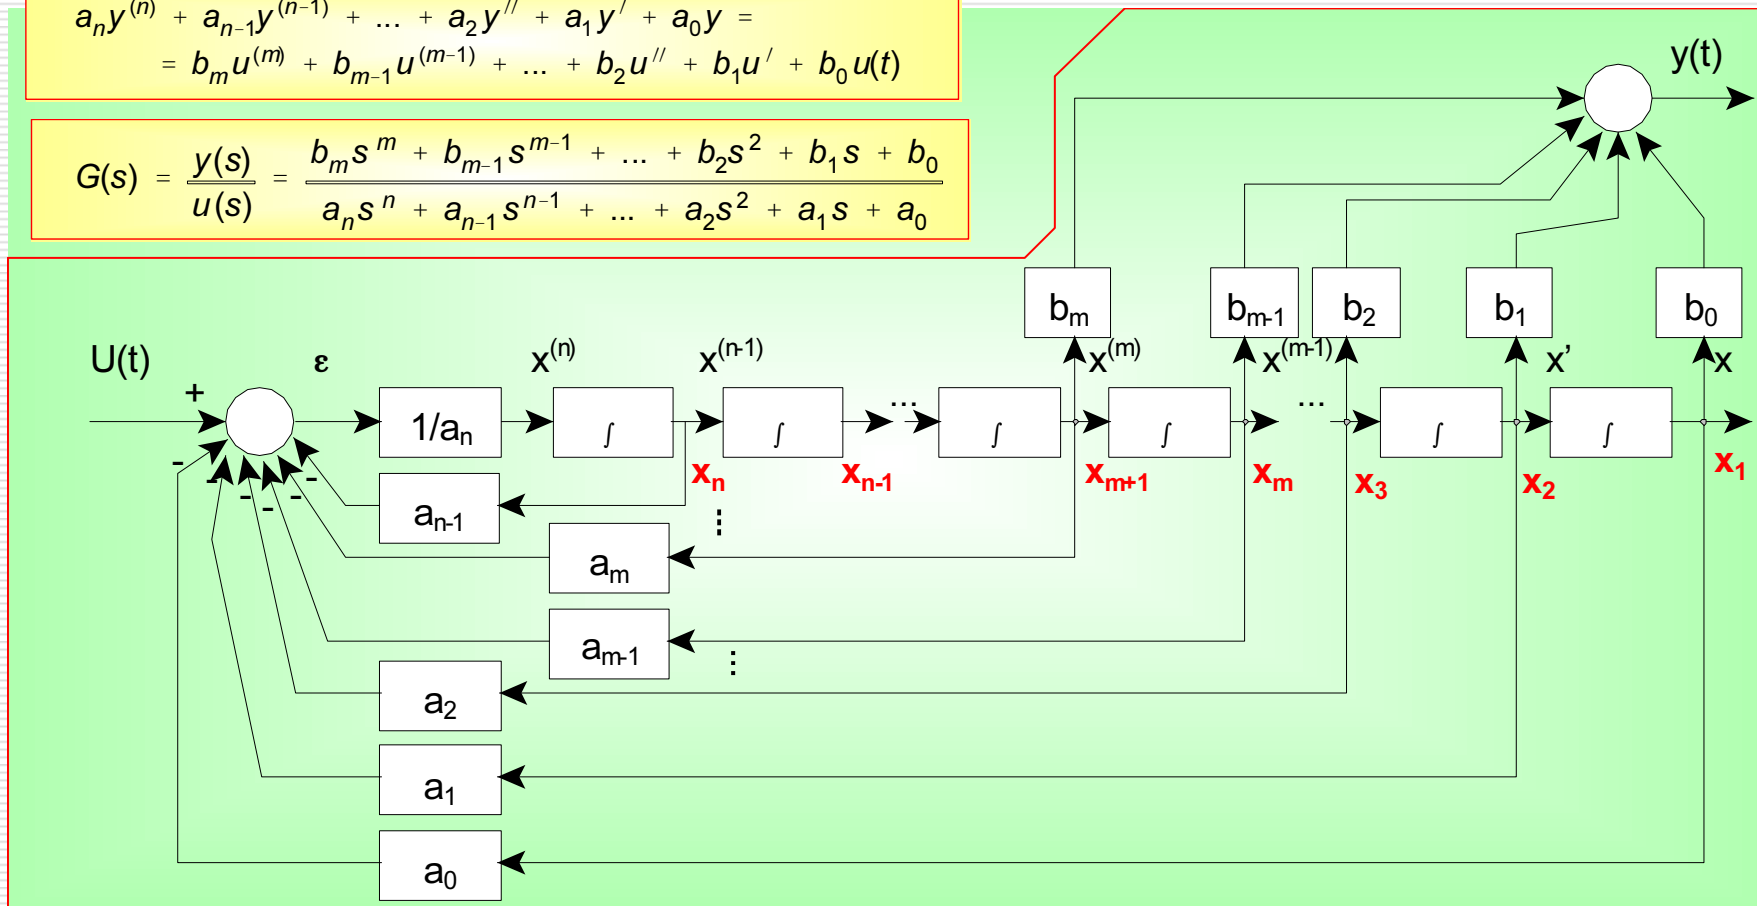 a_n y^(n) + a_{n-1} y^(n-1) + ... + a_2 y^// + a_1 y^/ + a_0 y =
= b_m u^(m) + b_{m-1} u^(m-1) + ... + b_2 u^// + b_1 u^/ + b_0 u(t)
G(s) = y(s) / u(s) = (b_m s^m + b_{m-1} s^{m-1} + ... + b_2 s^2 + b_1 s + b_0) / (a_n s^n + a_{n-1} s^{n-1} + ... + a_2 s^2 + a_1 s + a_0)
y(t)
b_m b_{m-1} b_2 b_1 b_0
U(t) ε x^(n) x^(n-1) x^(m) x^(m-1) x’ x
+ ... ...
1/a_n ∫ ∫ ∫ ∫ ∫ ∫
- - - - - -
x_n x_{n-1} x_{m+1} x_m x_3 x_2 x_1
a_{n-1} ...
a_m
a_{m-1} ...
a_2
a_1
a_0